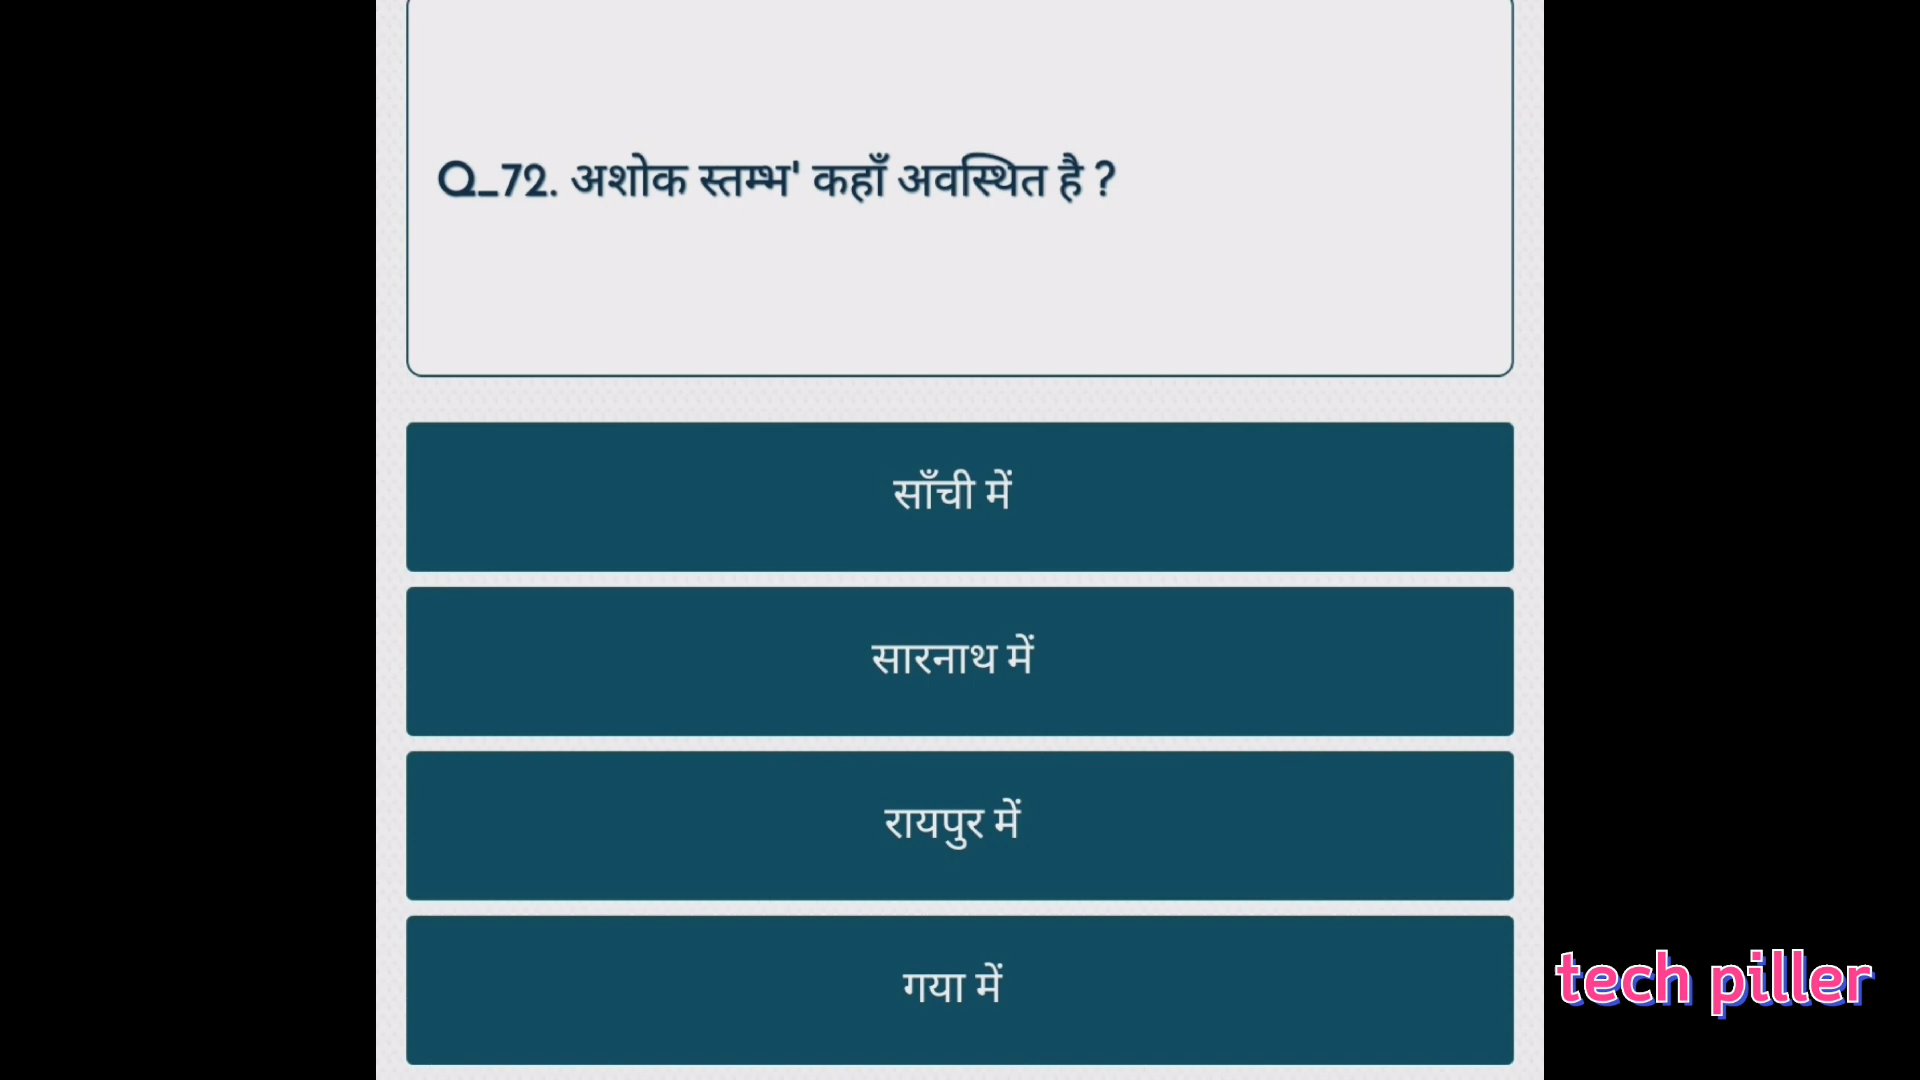 Q_72. अशोक स्तम्भ' कहाँ अवस्थित है ?
साँची में
सारनाथ में
रायपुर में
गया में
tech piller